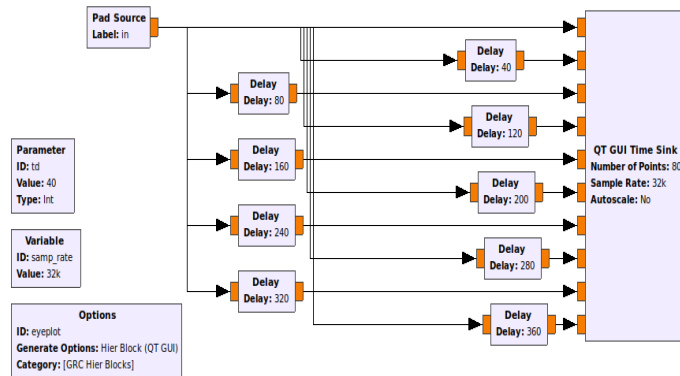 Pad Source
Label: in
Delay
Delay: 40
Delay
Delay: 80
Delay
Delay: 120
Parameter
ID: td
Value: 40
Type: Int
Delay
Delay: 160
QT GUI Time Sink
Number of Points: 80
Sample Rate: 32k
Autoscale: No
Delay
Delay: 200
Delay
Delay: 240
Variable
ID: samp_rate
Value: 32k
Delay
Delay: 280
Delay
Delay: 320
Options
ID: eyeplot
Generate Options: Hier Block (QT GUI)
Category: [GRC Hier Blocks]
Delay
Delay: 360